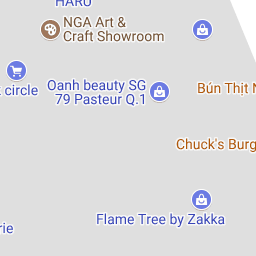 HARU
NGA Art &
Craft Showroom
circle
Oanh beauty SG
79 Pasteur Q.1
Bún Thịt
Chuck's Burg
Flame Tree by Zakka
rie